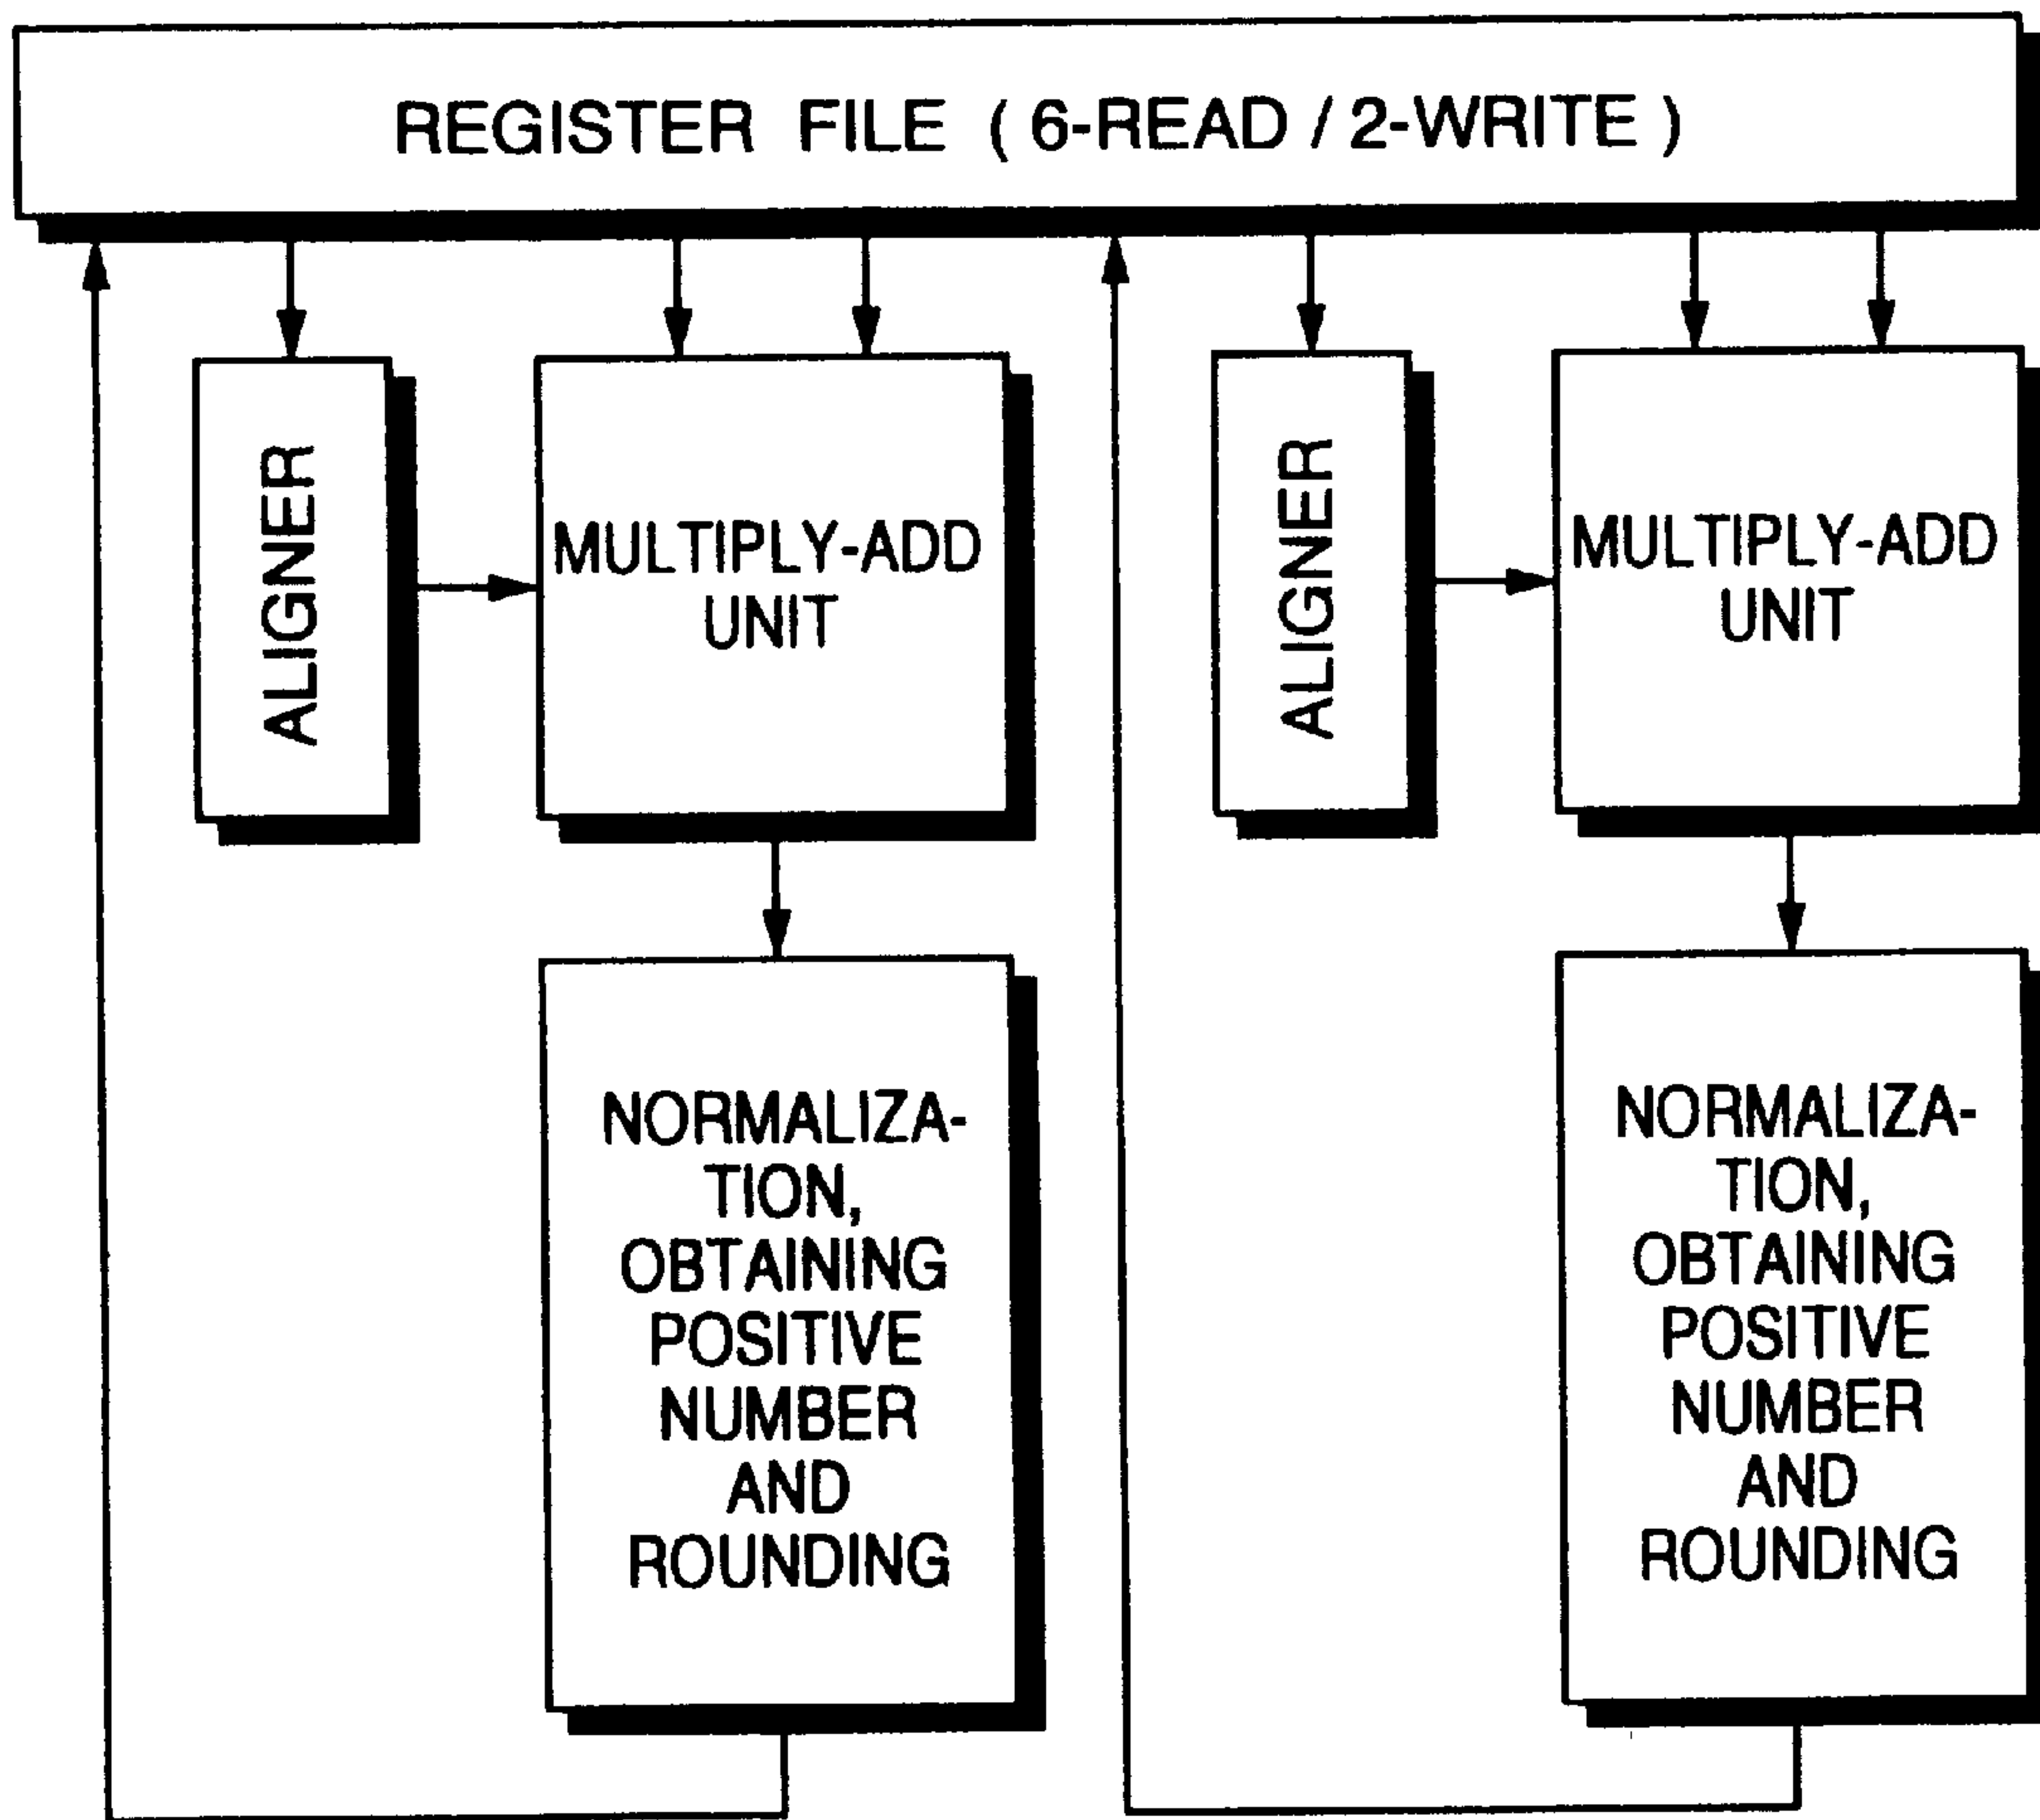 REGISTER FILE ( 6-READ / 2-WRITE )
ALIGNER
MULTIPLY-ADD
UNIT
ALIGNER
MULTIPLY-ADD
UNIT
NORMALIZA-
TION,
OBTAINING
POSITIVE
NUMBER
AND
ROUNDING
NORMALIZA-
TION,
OBTAINING
POSITIVE
NUMBER
AND
ROUNDING